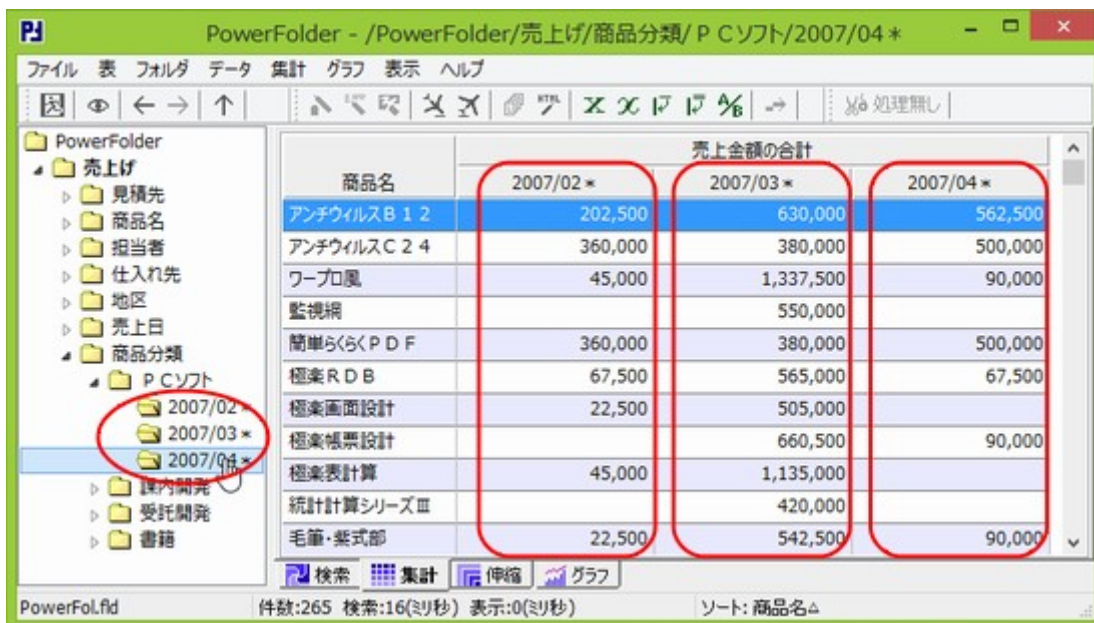 PowerFolder - /PowerFolder/売上げ/商品分類/ＰＣソフト/2007/04＊
ファイル 表 フォルダ データ 集計 グラフ 表示 ヘルプ
HTML A/B 処理無し
PowerFolder
売上げ
見積先
商品名
担当者
仕入れ先
地区
売上日
商品分類
ＰＣソフト
2007/02＊
2007/03＊
2007/04＊
課内開発
受託開発
書籍
売上金額の合計
商品名 2007/02＊ 2007/03＊ 2007/04＊
アンチウィルスＢ１２ 202,500 630,000 562,500
アンチウィルスＣ２４ 360,000 380,000 500,000
ワープロ風 45,000 1,337,500 90,000
監視網 550,000
簡単らくらくＰＤＦ 360,000 380,000 500,000
極楽ＲＤＢ 67,500 565,000 67,500
極楽画面設計 22,500 505,000
極楽帳票設計 660,500 90,000
極楽表計算 45,000 1,135,000
統計計算シリーズⅢ 420,000
毛筆・紫式部 22,500 542,500 90,000
検索 集計 伸縮 グラフ
PowerFol.fld 件数:265 検索:16(ミリ秒) 表示:0(ミリ秒) ソート: 商品名△